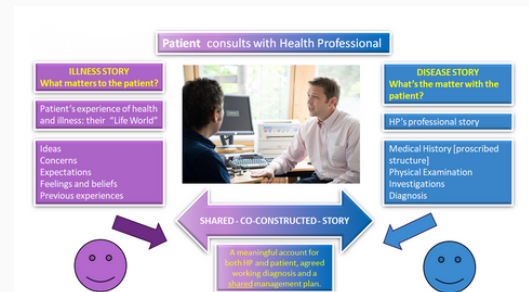 Patient consults with Health Professional
ILLNESS STORY
What matters to the patient?
Patient's experience of health
and illness: their "Life World"
Ideas
Concerns
Expectations
Feelings and beliefs
Previous experiences
DISEASE STORY
What's the matter with the
patient?
HP's professional story
Medical History [proscribed
structure]
Physical Examination
Investigations
Diagnosis
SHARED - CO-CONSTRUCTED - STORY
A meaningful account for
both HP and patient, agreed
working diagnosis and a
shared management plan.